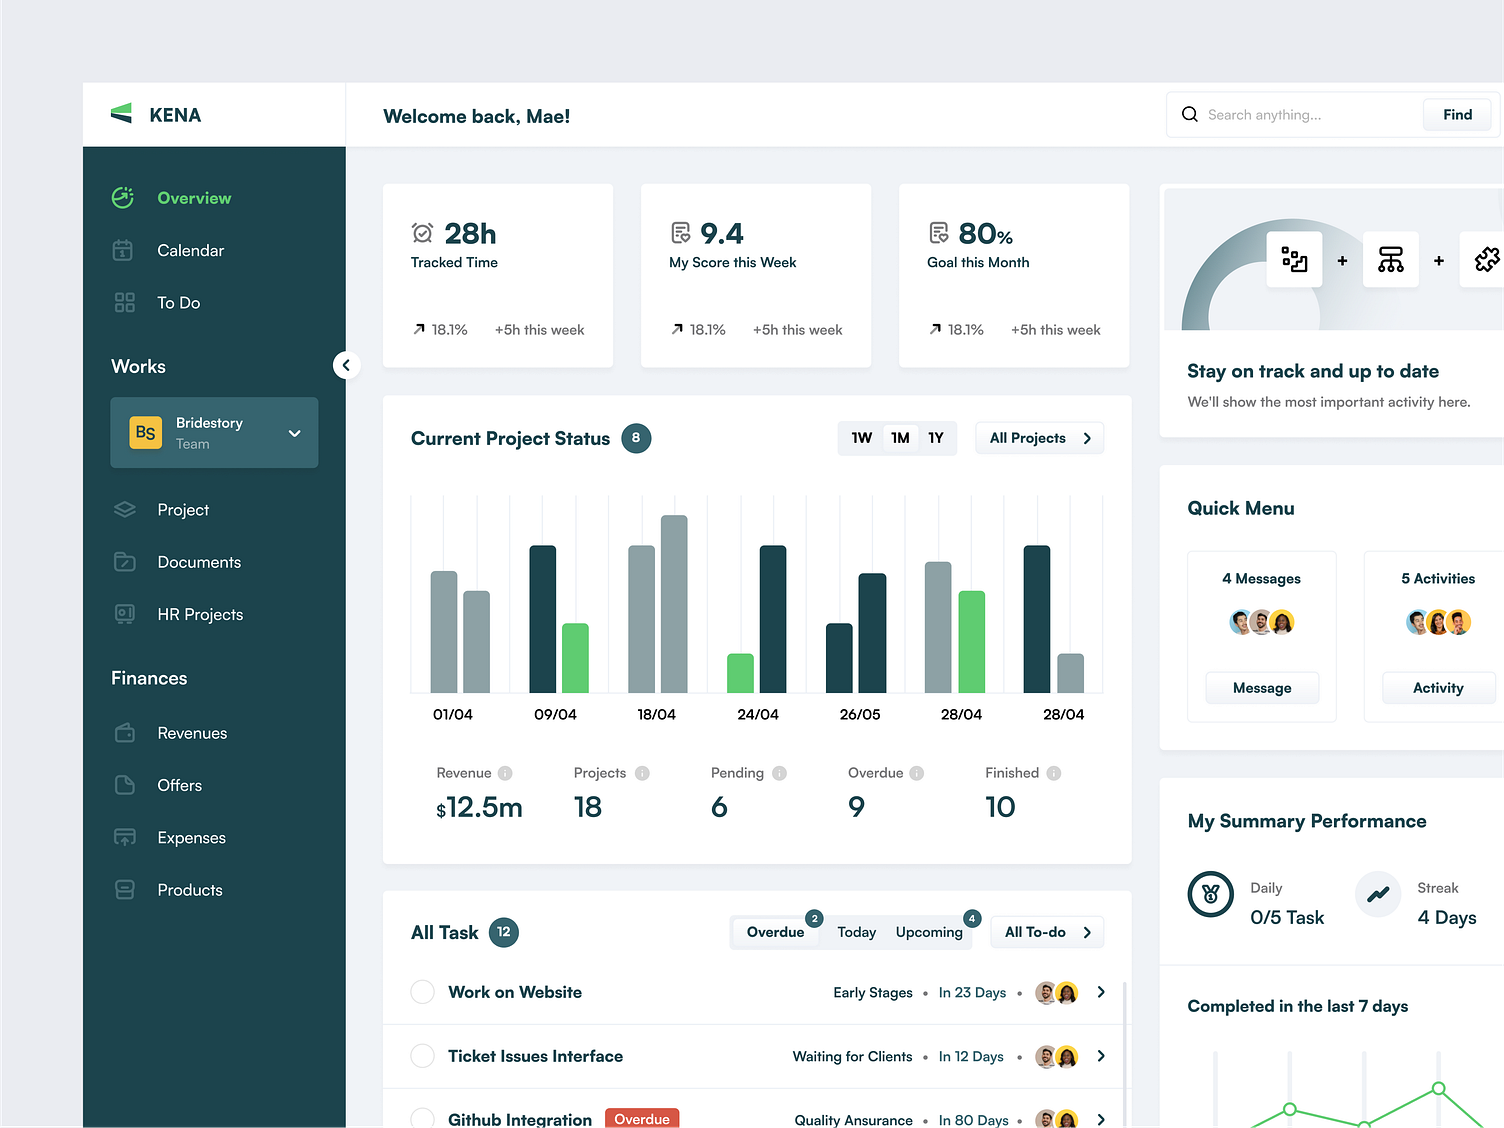 KENA
Welcome back, Mae!
Search anything...
Find
Overview
Calendar
To Do
Works
BS
Bridestory
Team
Project
Documents
HR Projects
Finances
Revenues
Offers
Expenses
Products
28h
Tracked Time
18.1% +5h this week
9.4
My Score this Week
18.1% +5h this week
80%
Goal this Month
18.1% +5h this week
+ +
Stay on track and up to date
We'll show the most important activity here.
Current Project Status 8
1W 1M 1Y
All Projects
01/04 09/04 18/04 24/04 26/05 28/04 28/04
Revenue Projects Pending Overdue Finished
$12.5m 18 6 9 10
Quick Menu
4 Messages
Message
5 Activities
Activity
My Summary Performance
Daily
0/5 Task
Streak
4 Days
Completed in the last 7 days
All Task 12
Overdue 2 Today Upcoming 4
All To-do
Work on Website Early Stages • In 23 Days •
Ticket Issues Interface Waiting for Clients • In 12 Days •
Github Integration Overdue Quality Ansurance • In 80 Days •